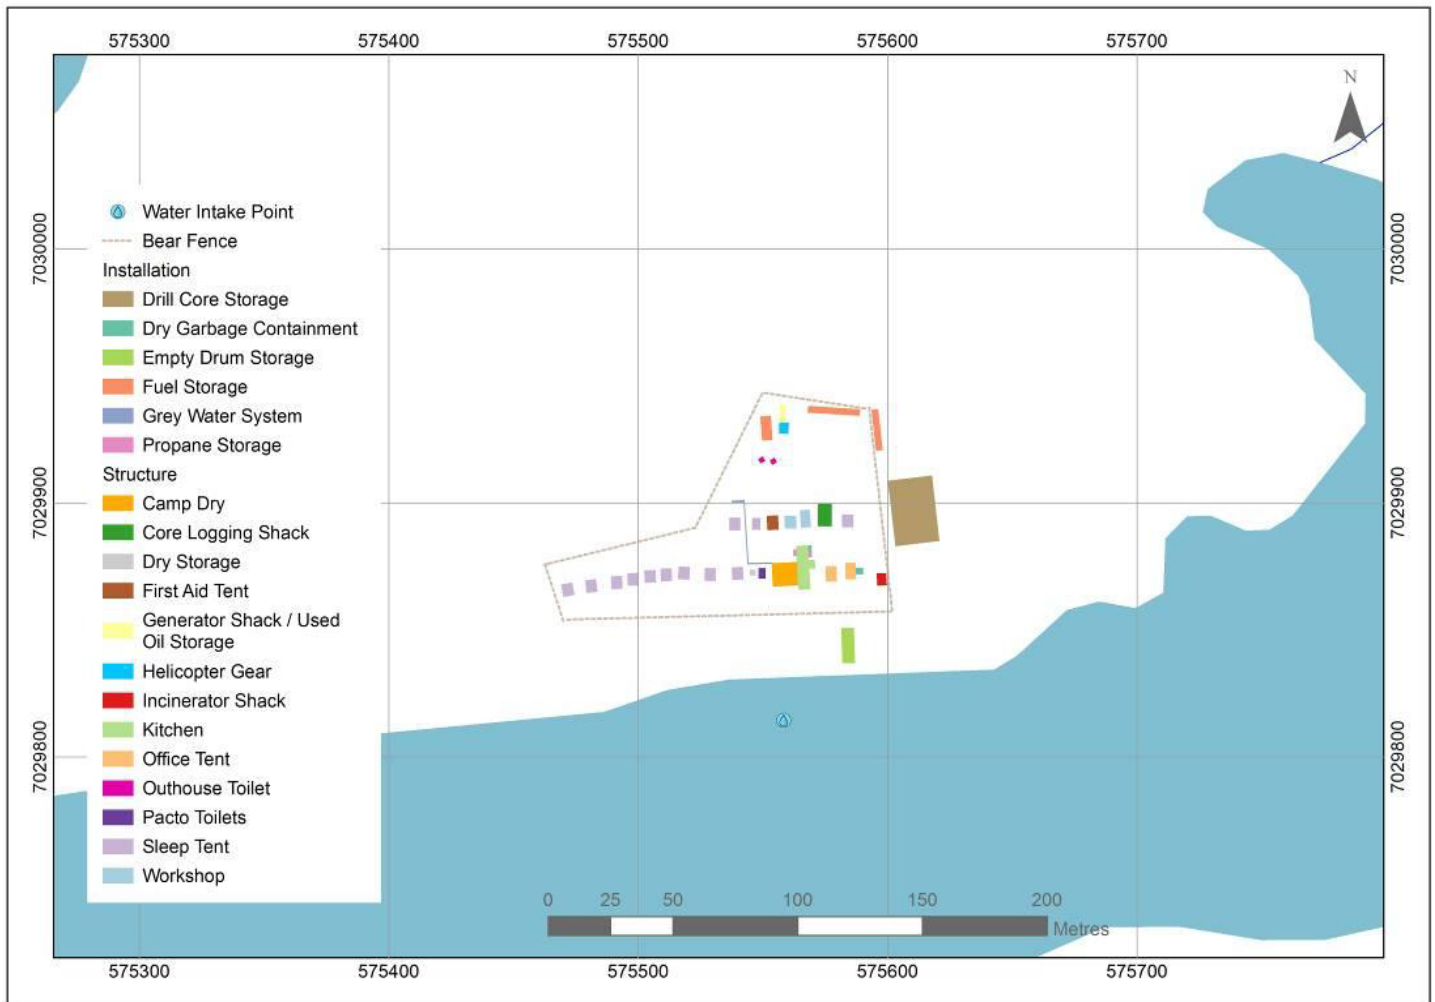 575300 575400 575500 575600 575700
N
7030000
7030000
7029900
7029900
7029800
7029800
Water Intake Point
Bear Fence
Installation
Drill Core Storage
Dry Garbage Containment
Empty Drum Storage
Fuel Storage
Grey Water System
Propane Storage
Structure
Camp Dry
Core Logging Shack
Dry Storage
First Aid Tent
Generator Shack / Used
Oil Storage
Helicopter Gear
Incinerator Shack
Kitchen
Office Tent
Outhouse Toilet
Pacto Toilets
Sleep Tent
Workshop
0 25 50 100 150 200
Metres
575300 575400 575500 575600 575700